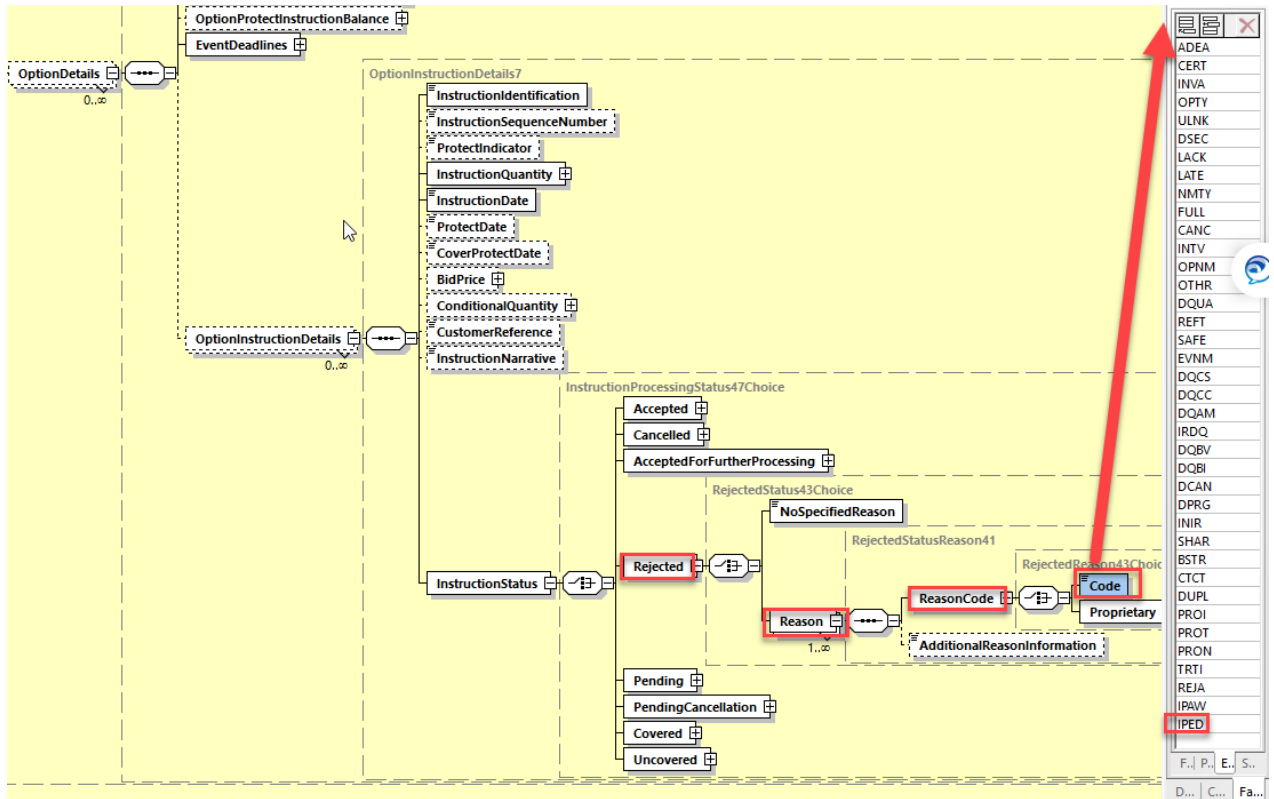 OptionProtectInstructionBalance
EventDeadlines
OptionDetails
0..∞
OptionInstructionDetails7
InstructionIdentification
InstructionSequenceNumber
ProtectIndicator
InstructionQuantity
InstructionDate
ProtectDate
CoverProtectDate
BidPrice
ConditionalQuantity
CustomerReference
InstructionNarrative
OptionInstructionDetails
0..∞
InstructionProcessingStatus47Choice
Accepted
Cancelled
AcceptedForFurtherProcessing
RejectedStatus43Choice
NoSpecifiedReason
RejectedStatusReason41
RejectedReason43Choic
Rejected
Code
InstructionStatus
ReasonCode
Proprietary
Reason
1..∞
AdditionalReasonInformation
Pending
PendingCancellation
Covered
Uncovered
ADEA
CERT
INVA
OPTY
ULNK
DSEC
LACK
LATE
NMTY
FULL
CANC
INTV
OPNM
OTHR
DQUA
REFT
SAFE
EVNM
DQCS
DQCC
DQAM
IRDQ
DQBV
DQBI
DCAN
DPRG
INIR
SHAR
BSTR
CTCT
DUPL
PROI
PROT
PRON
TRTI
REJA
IPAW
IPED
F.. P.. E.. S..
D... C... Fa...